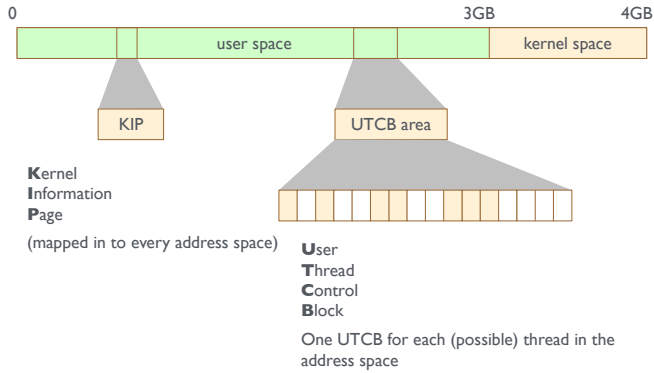 0 3GB 4GB
user space kernel space
KIP UTCB area
Kernel
Information
Page
(mapped in to every address space)
User
Thread
Control
Block
One UTCB for each (possible) thread in the
address space